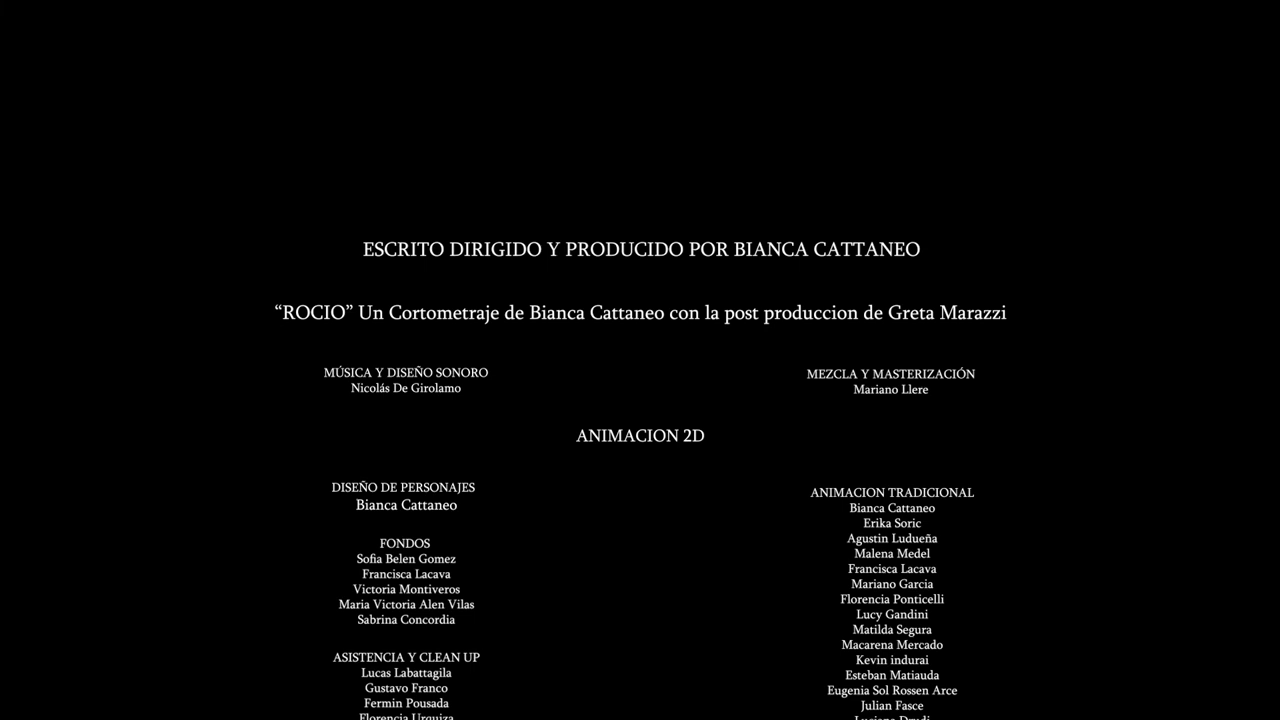 ESCRITO DIRIGIDO Y PRODUCIDO POR BIANCA CATTANEO
“ROCIO” Un Cortometraje de Bianca Cattaneo con la post produccion de Greta Marazzi
MÚSICA Y DISEÑO SONORO
Nicolás De Girolamo
MEZCLA Y MASTERIZACIÓN
Mariano Llere
ANIMACION 2D
DISEÑO DE PERSONAJES
Bianca Cattaneo
FONDOS
Sofia Belen Gomez
Francisca Lacava
Victoria Montiveros
Maria Victoria Alen Vilas
Sabrina Concordia
ASISTENCIA Y CLEAN UP
Lucas Labattagila
Gustavo Franco
Fermin Pousada
Florencia Urquiza
ANIMACION TRADICIONAL
Bianca Cattaneo
Erika Soric
Agustin Ludueña
Malena Medel
Francisca Lacava
Mariano Garcia
Florencia Ponticelli
Lucy Gandini
Matilda Segura
Macarena Mercado
Kevin indurai
Esteban Matiauda
Eugenia Sol Rossen Arce
Julian Fasce
Luciano Drudi